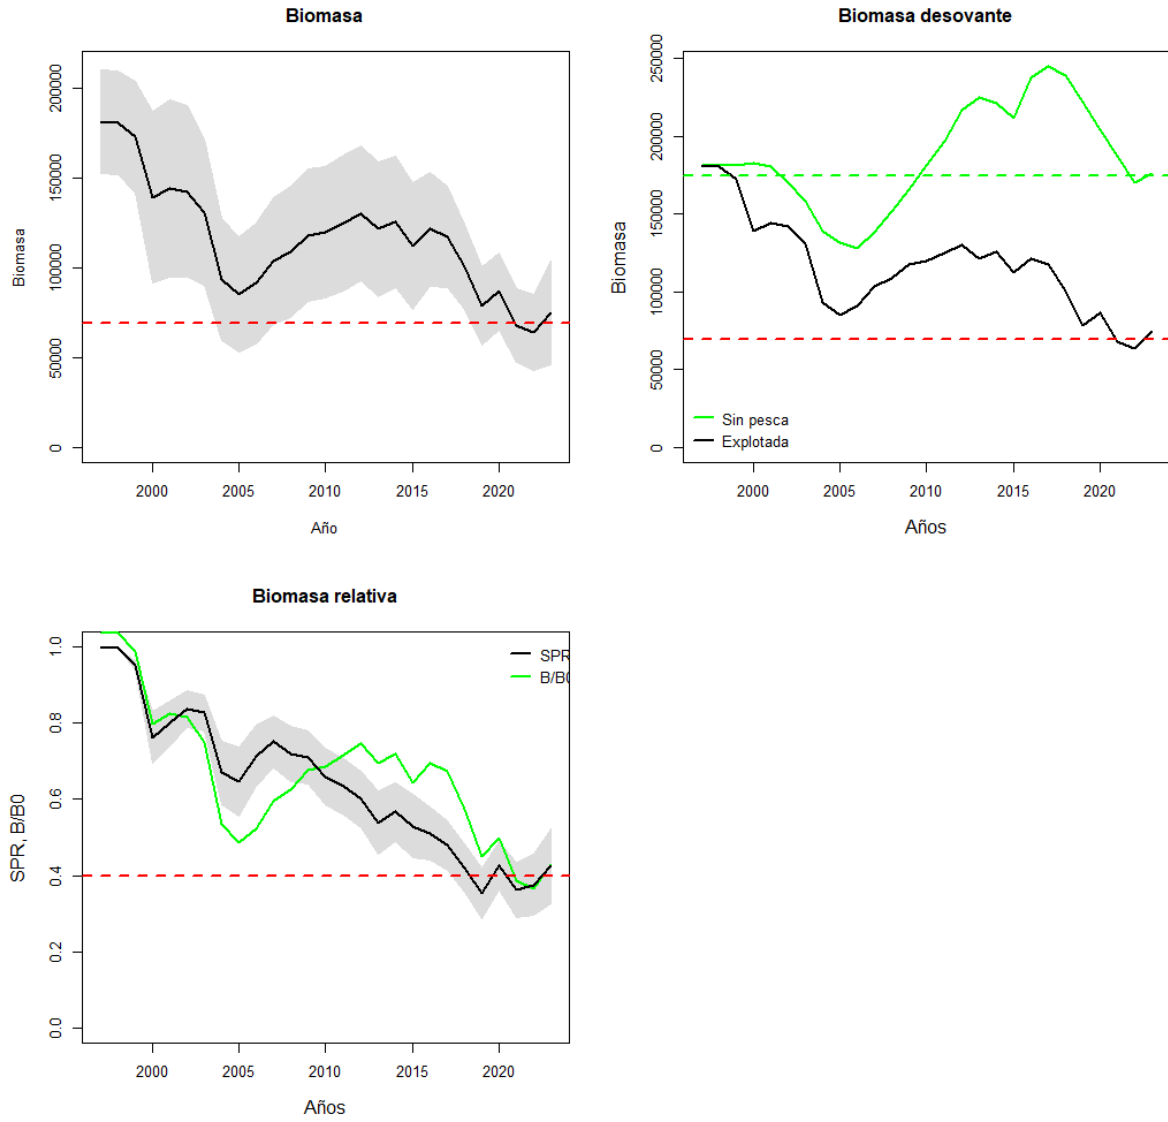 Biomasa
Biomasa
200000
150000
100000
50000
0
2000 2005 2010 2015 2020
Año
Biomasa desovante
Biomasa
250000
200000
150000
100000
50000
0
Sin pesca
Explotada
2000 2005 2010 2015 2020
Años
Biomasa relativa
SPR, B/B0
1.0
0.8
0.6
0.4
0.2
0.0
SPR
B/B0
2000 2005 2010 2015 2020
Años